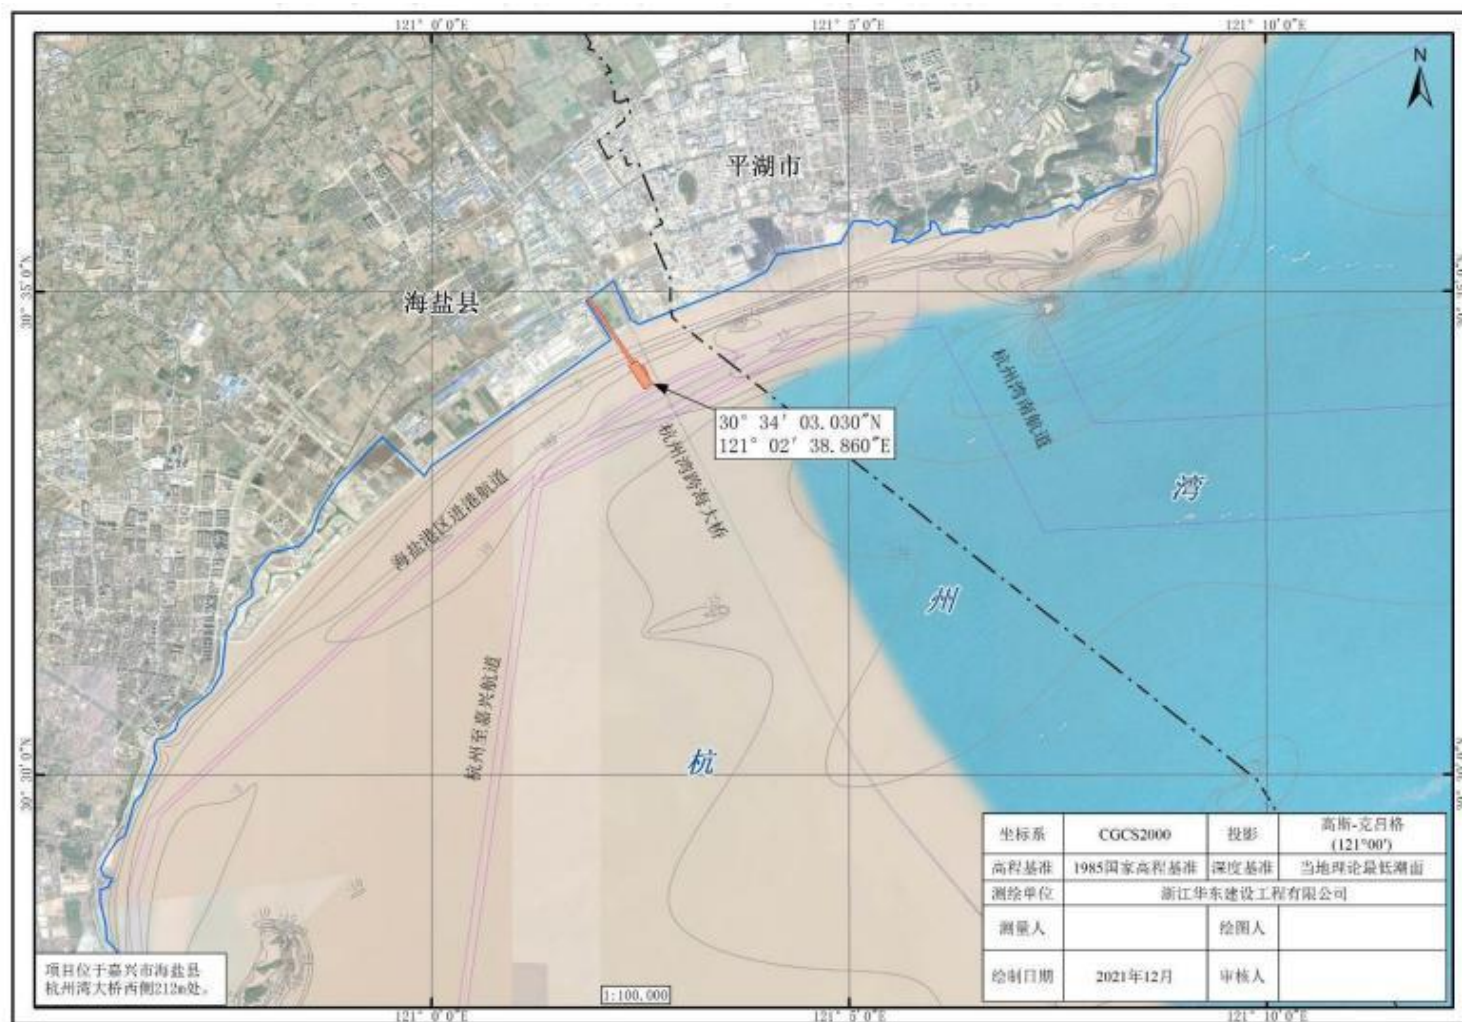 121° 0′0″E
121° 5′0″E
121° 10′0″E
N
平湖市
30° 35′0″N
海盐县
杭州湾南航道
30° 34′ 03.030″N
121° 02′ 38.860″E
杭州湾跨海大桥
海盐港区进港航道
湾
州
杭州至嘉兴航道
杭
30° 30′0″N
坐标系 CGCS2000 投影 高斯-克吕格
(121°00′)
高程基准 1985国家高程基准 深度基准 当地理论最低潮面
测绘单位 浙江华东建设工程有限公司
测量人 绘图人
绘制日期 2021年12月 审核人
项目位于嘉兴市海盐县
杭州湾大桥西侧212m处。
1:100,000
121° 0′0″E
121° 5′0″E
121° 10′0″E